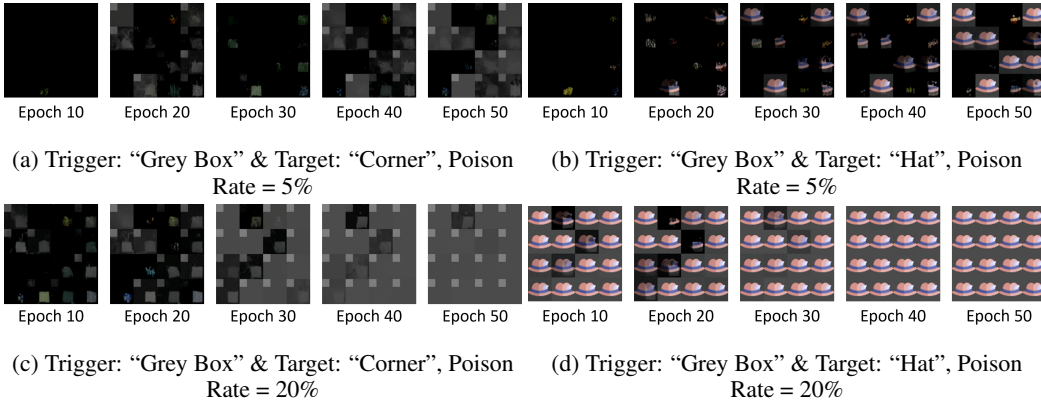 Epoch 10 Epoch 20 Epoch 30 Epoch 40 Epoch 50 Epoch 10 Epoch 20 Epoch 30 Epoch 40 Epoch 50
(a) Trigger: “Grey Box” & Target: “Corner”, Poison
Rate = 5%
(b) Trigger: “Grey Box” & Target: “Hat”, Poison
Rate = 5%
Epoch 10 Epoch 20 Epoch 30 Epoch 40 Epoch 50 Epoch 10 Epoch 20 Epoch 30 Epoch 40 Epoch 50
(c) Trigger: “Grey Box” & Target: “Corner”, Poison
Rate = 20%
(d) Trigger: “Grey Box” & Target: “Hat”, Poison
Rate = 20%